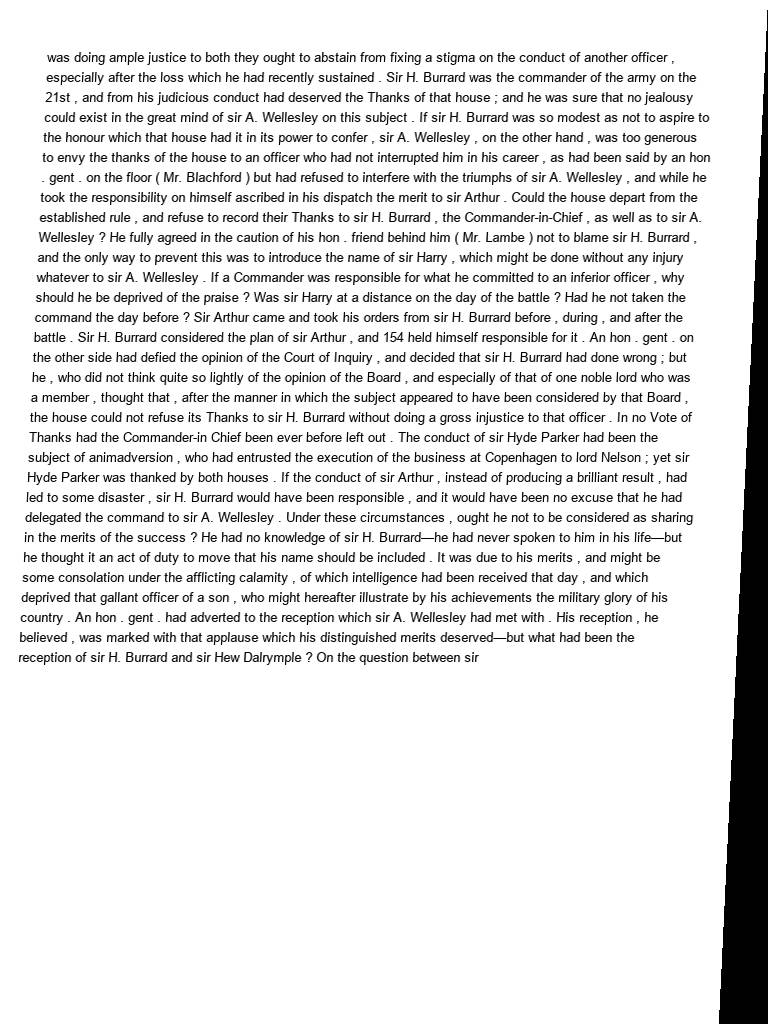 was doing ample justice to both they ought to abstain from fixing a stigma on the conduct of another officer ,
especially after the loss which he had recently sustained . Sir H. Burrard was the commander of the army on the
21st , and from his judicious conduct had deserved the Thanks of that house ; and he was sure that no jealousy
could exist in the great mind of sir A. Wellesley on this subject . If sir H. Burrard was so modest as not to aspire to
the honour which that house had it in its power to confer , sir A. Wellesley , on the other hand , was too generous
to envy the thanks of the house to an officer who had not interrupted him in his career , as had been said by an hon
. gent . on the floor ( Mr. Blachford ) but had refused to interfere with the triumphs of sir A. Wellesley , and while he
took the responsibility on himself ascribed in his dispatch the merit to sir Arthur . Could the house depart from the
established rule , and refuse to record their Thanks to sir H. Burrard , the Commander-in-Chief , as well as to sir A.
Wellesley ? He fully agreed in the caution of his hon . friend behind him ( Mr. Lambe ) not to blame sir H. Burrard ,
and the only way to prevent this was to introduce the name of sir Harry , which might be done without any injury
whatever to sir A. Wellesley . If a Commander was responsible for what he committed to an inferior officer , why
should he be deprived of the praise ? Was sir Harry at a distance on the day of the battle ? Had he not taken the
command the day before ? Sir Arthur came and took his orders from sir H. Burrard before , during , and after the
battle . Sir H. Burrard considered the plan of sir Arthur , and 154 held himself responsible for it . An hon . gent . on
the other side had defied the opinion of the Court of Inquiry , and decided that sir H. Burrard had done wrong ; but
he , who did not think quite so lightly of the opinion of the Board , and especially of that of one noble lord who was
a member , thought that , after the manner in which the subject appeared to have been considered by that Board ,
the house could not refuse its Thanks to sir H. Burrard without doing a gross injustice to that officer . In no Vote of
Thanks had the Commander-in Chief been ever before left out . The conduct of sir Hyde Parker had been the
subject of animadversion , who had entrusted the execution of the business at Copenhagen to lord Nelson ; yet sir
Hyde Parker was thanked by both houses . If the conduct of sir Arthur , instead of producing a brilliant result , had
led to some disaster , sir H. Burrard would have been responsible , and it would have been no excuse that he had
delegated the command to sir A. Wellesley . Under these circumstances , ought he not to be considered as sharing
in the merits of the success ? He had no knowledge of sir H. Burrard—he had never spoken to him in his life—but
he thought it an act of duty to move that his name should be included . It was due to his merits , and might be
some consolation under the afflicting calamity , of which intelligence had been received that day , and which
deprived that gallant officer of a son , who might hereafter illustrate by his achievements the military glory of his
country . An hon . gent . had adverted to the reception which sir A. Wellesley had met with . His reception , he
believed , was marked with that applause which his distinguished merits deserved—but what had been the
reception of sir H. Burrard and sir Hew Dalrymple ? On the question between sir